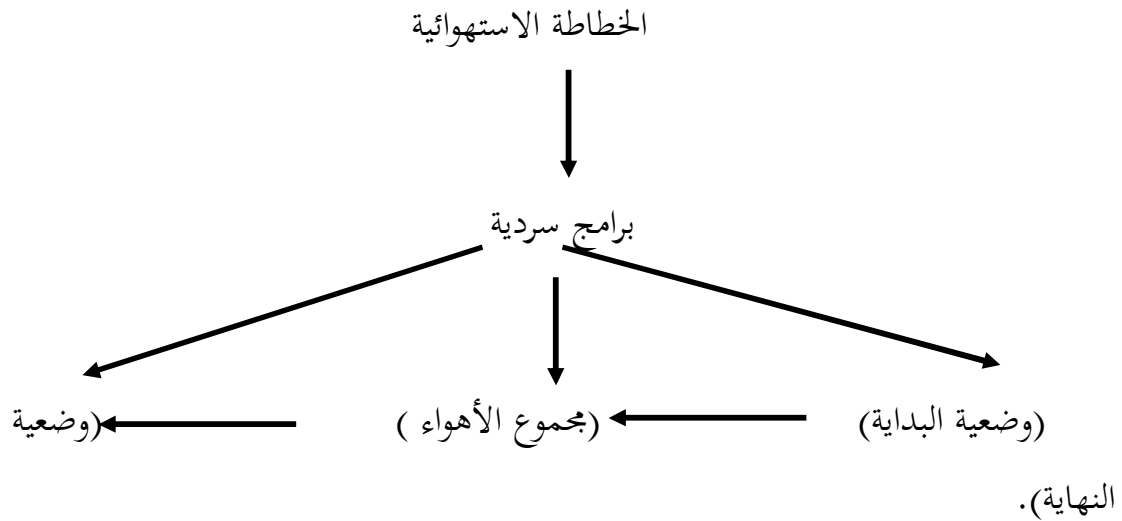 الخطاطة الاستهوائية
برامج سردية
(وضعية البداية) (مجموع الأهواء ) (وضعية
النهاية).